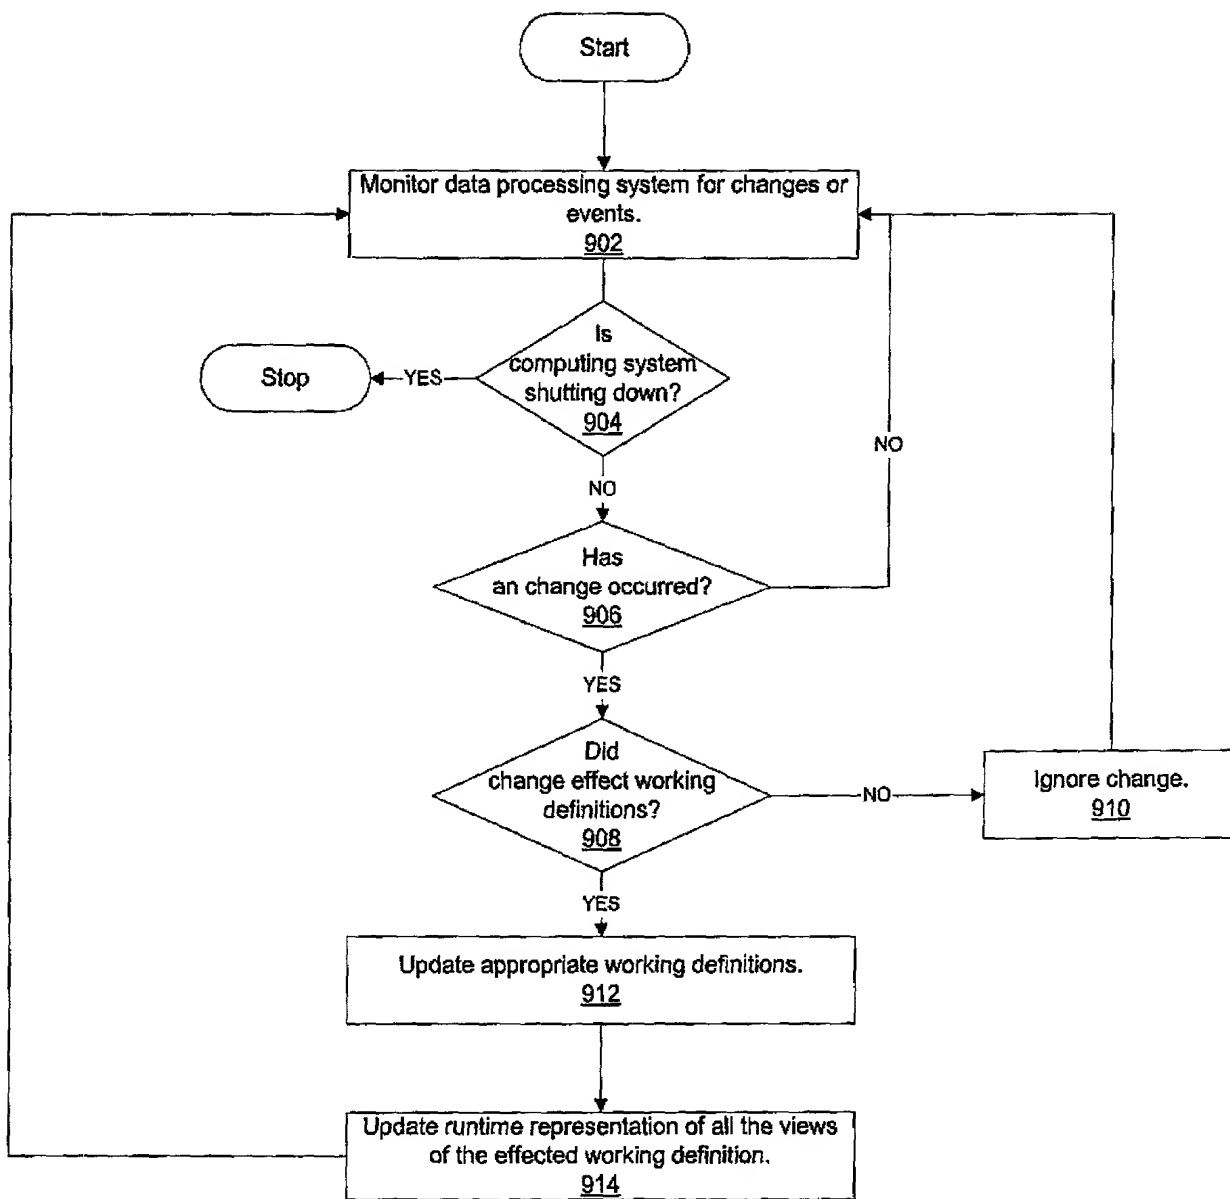 Start
Monitor data processing system for changes or
events.
902
Is
computing system
shutting down?
904
YES
Stop
NO
NO
Has
an change occurred?
906
YES
Did
change effect working
definitions?
908
NO
Ignore change.
910
YES
Update appropriate working definitions.
912
Update runtime representation of all the views
of the effected working definition.
914